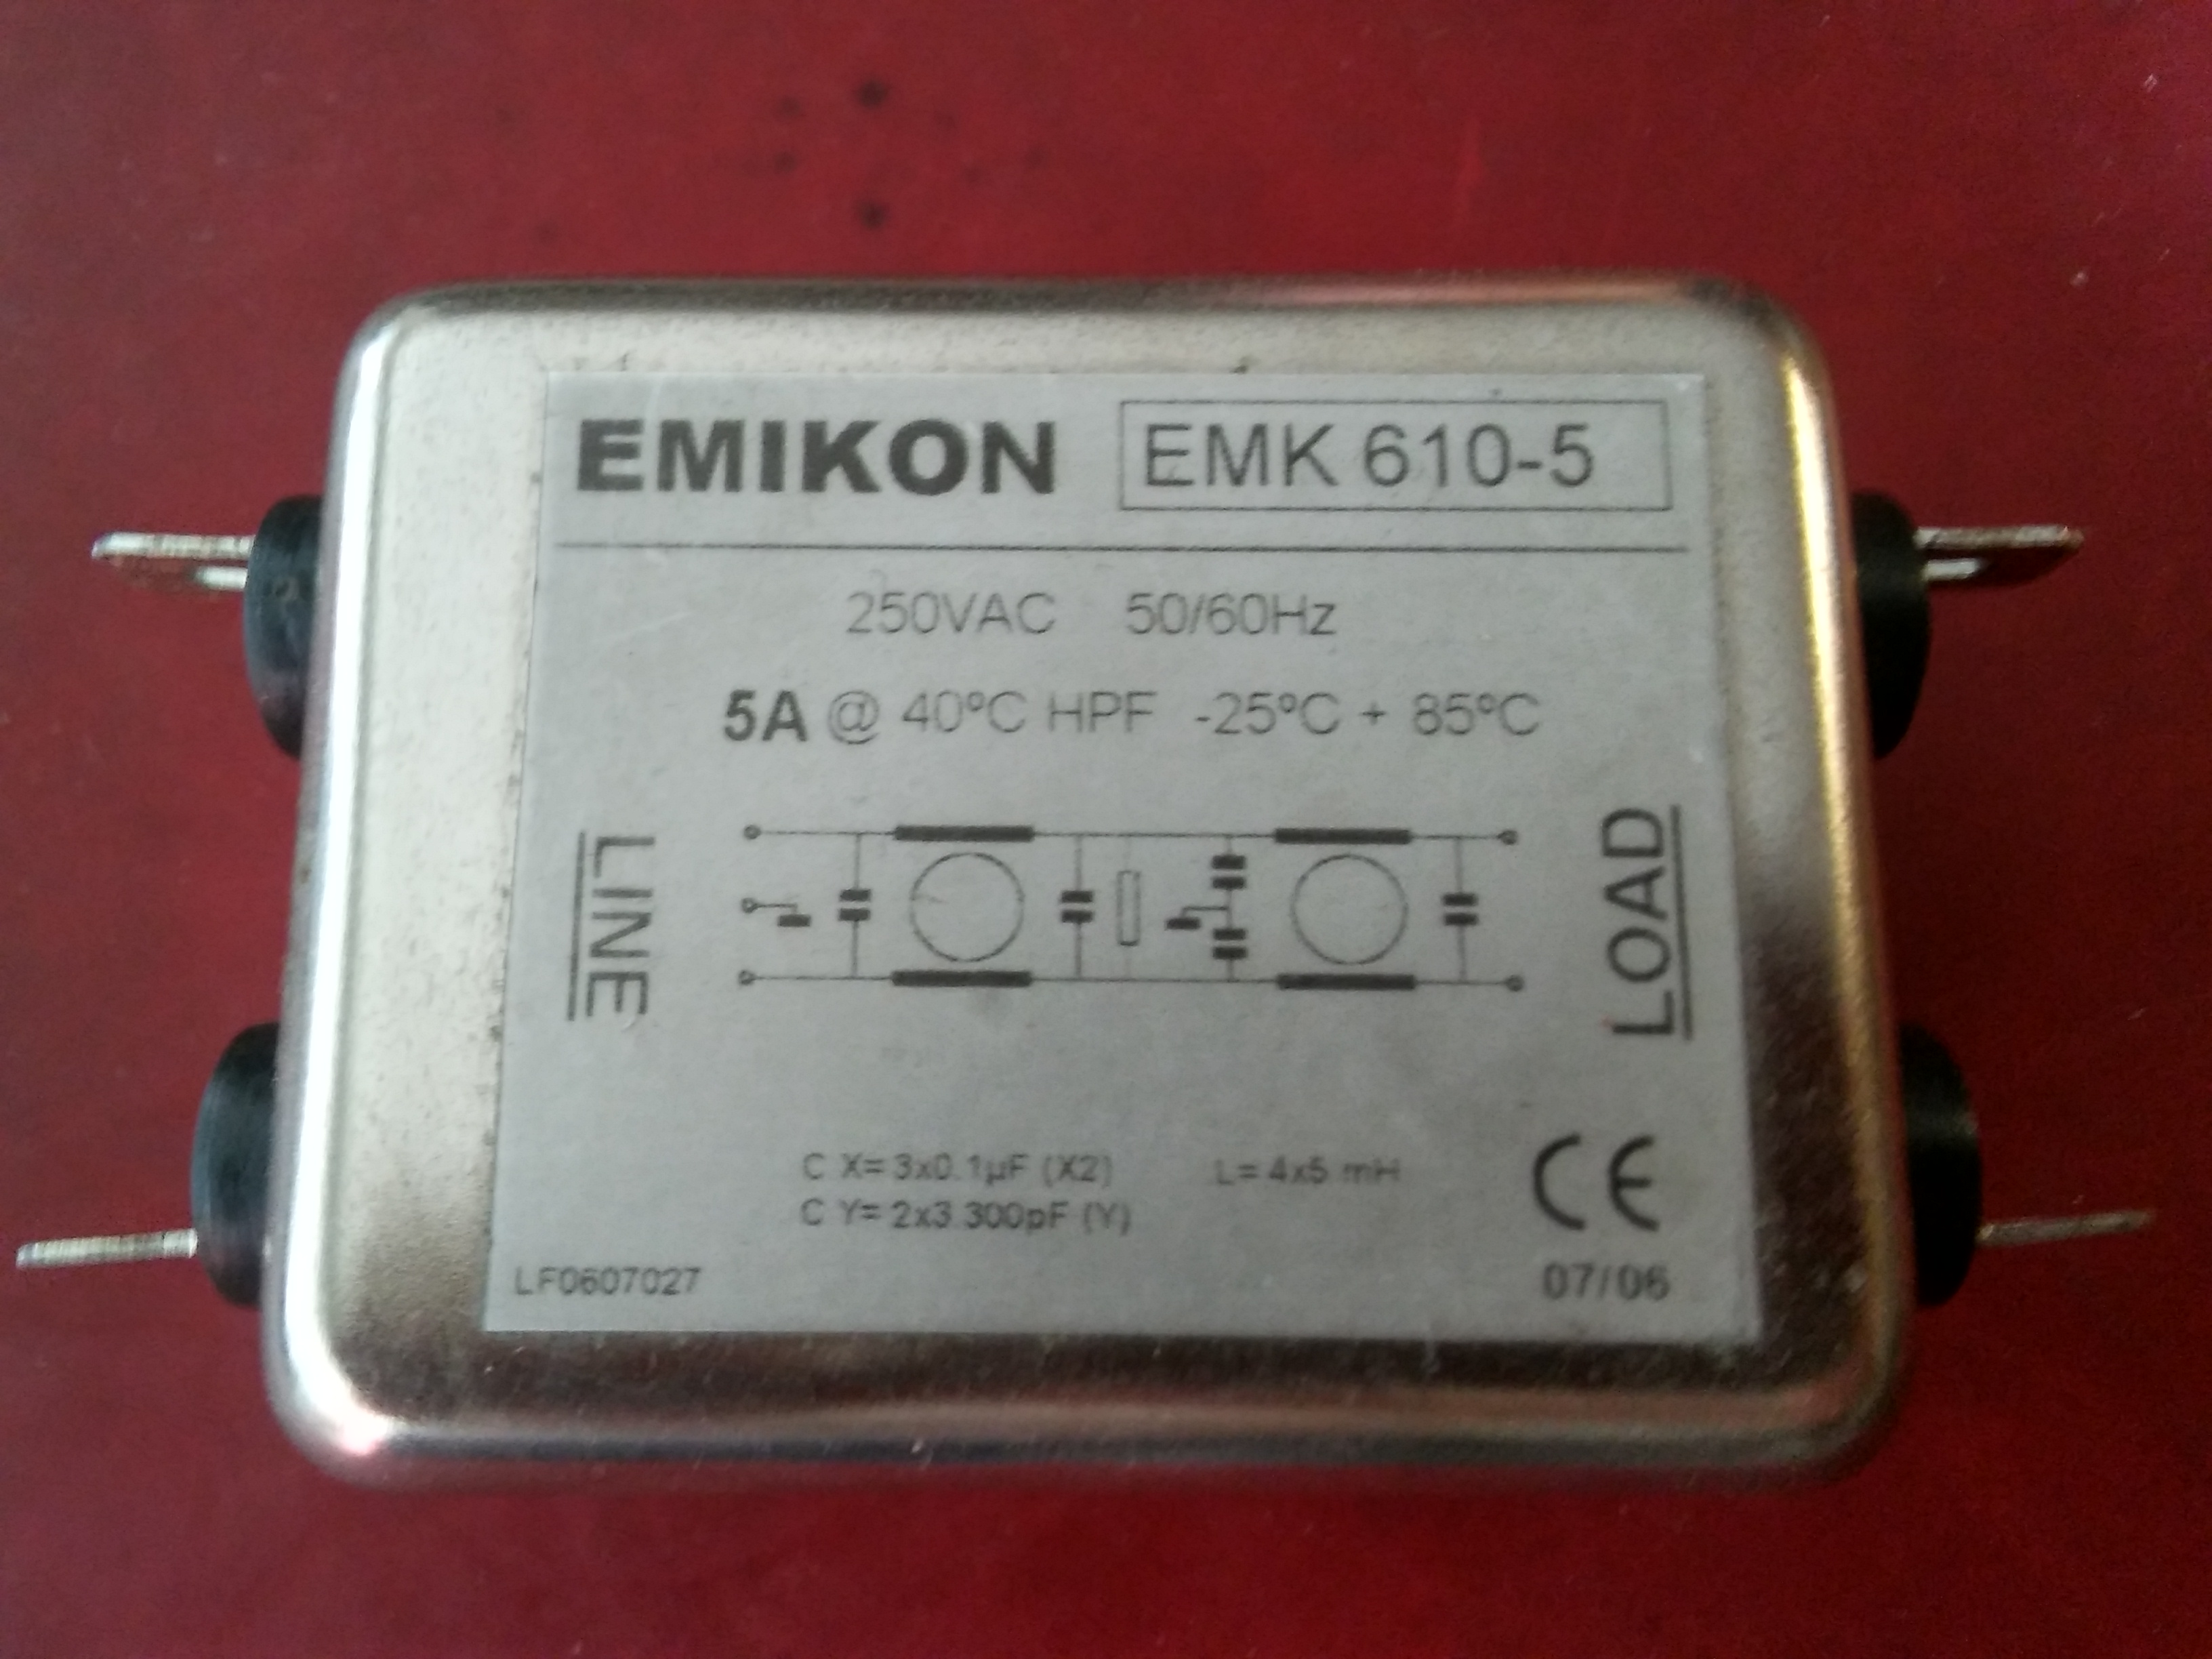 EMIKON EMK 610-5
250VAC 50/60Hz
5A @ 40ºC HPF -25ºC + 85ºC
LINE
LOAD
C X= 3x0.1µF (X2) L= 4x5 mH
C Y= 2x3.300pF (Y)
CE
LF0607027 07/06